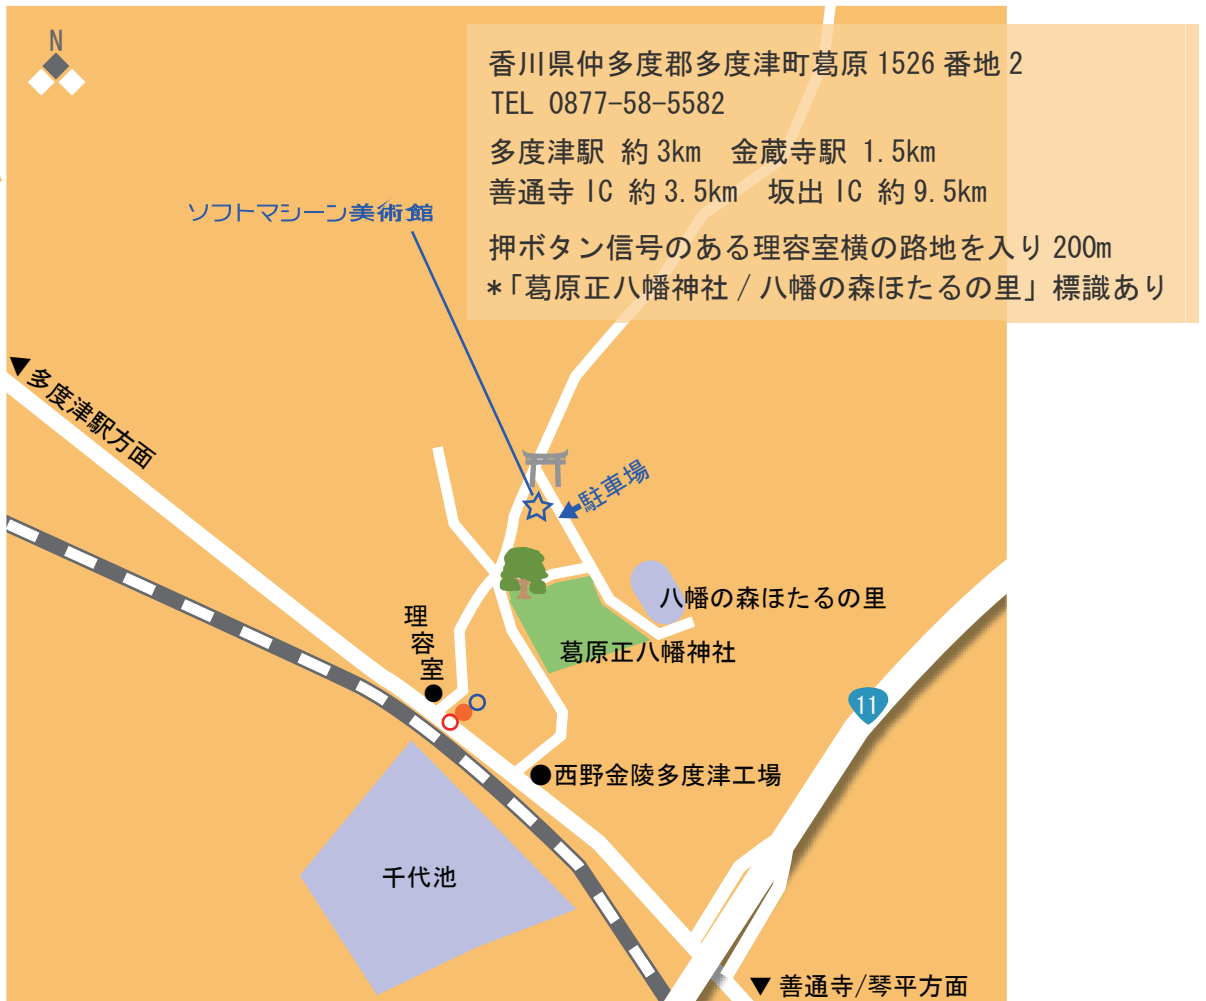 N
香川県仲多度郡多度津町葛原 1526 番地 2
TEL 0877-58-5582
多度津駅 約 3km 金蔵寺駅 1.5km
善通寺 IC 約 3.5km 坂出 IC 約 9.5km
押ボタン信号のある理容室横の路地を入り 200m
*「葛原正八幡神社 / 八幡の森ほたるの里」標識あり
ソフトマシーン美術館
▼多度津駅方面
駐車場
八幡の森ほたるの里
理容室
葛原正八幡神社
11
西野金陵多度津工場
千代池
▼ 善通寺/琴平方面